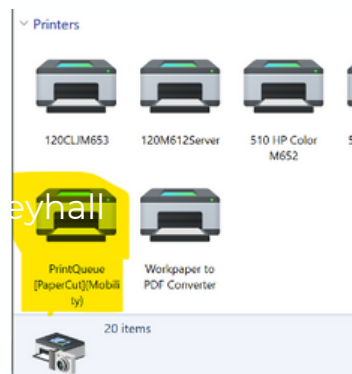 Printers
120CLJM653
120M612Server
510 HP Color
M652
eyhall
PrintQueue
[PaperCut](Mobili
ty)
Workpaper to
PDF Converter
20 items